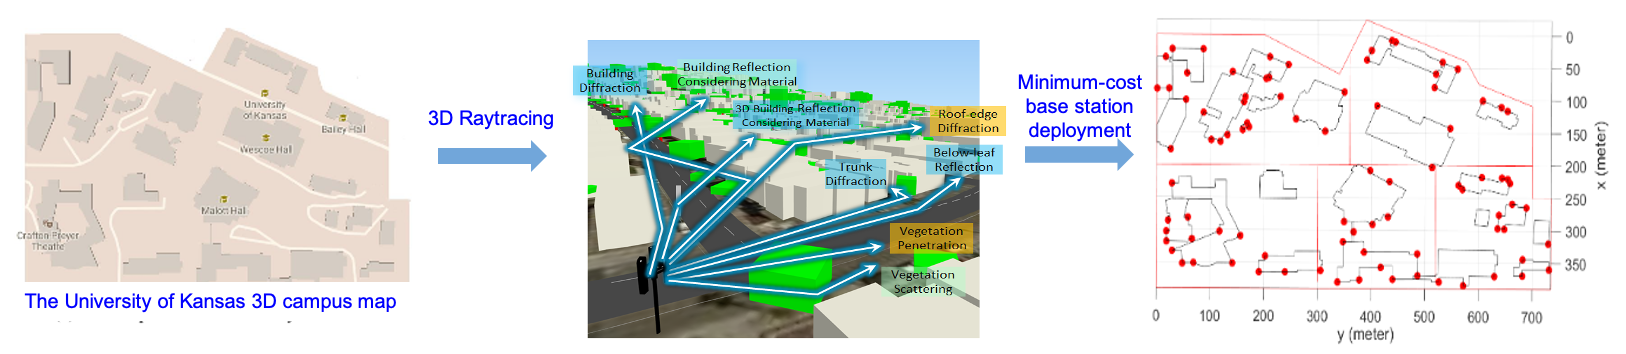 University
of Kansas
Bailey Hall
Wescoe Hall
Malott Hall
Crafton-Preyer
Theatre
The University of Kansas 3D campus map
3D Raytracing
Building
Diffraction
Building Reflection
Considering Material
3D Building Reflection
Considering Material
Roof-edge
Diffraction
Below-leaf
Reflection
Trunk
Diffraction
Vegetation
Penetration
Vegetation
Scattering
Minimum-cost
base station
deployment
0
50
100
150
200
250
300
350
x (meter)
0
100
200
300
400
500
600
700
y (meter)